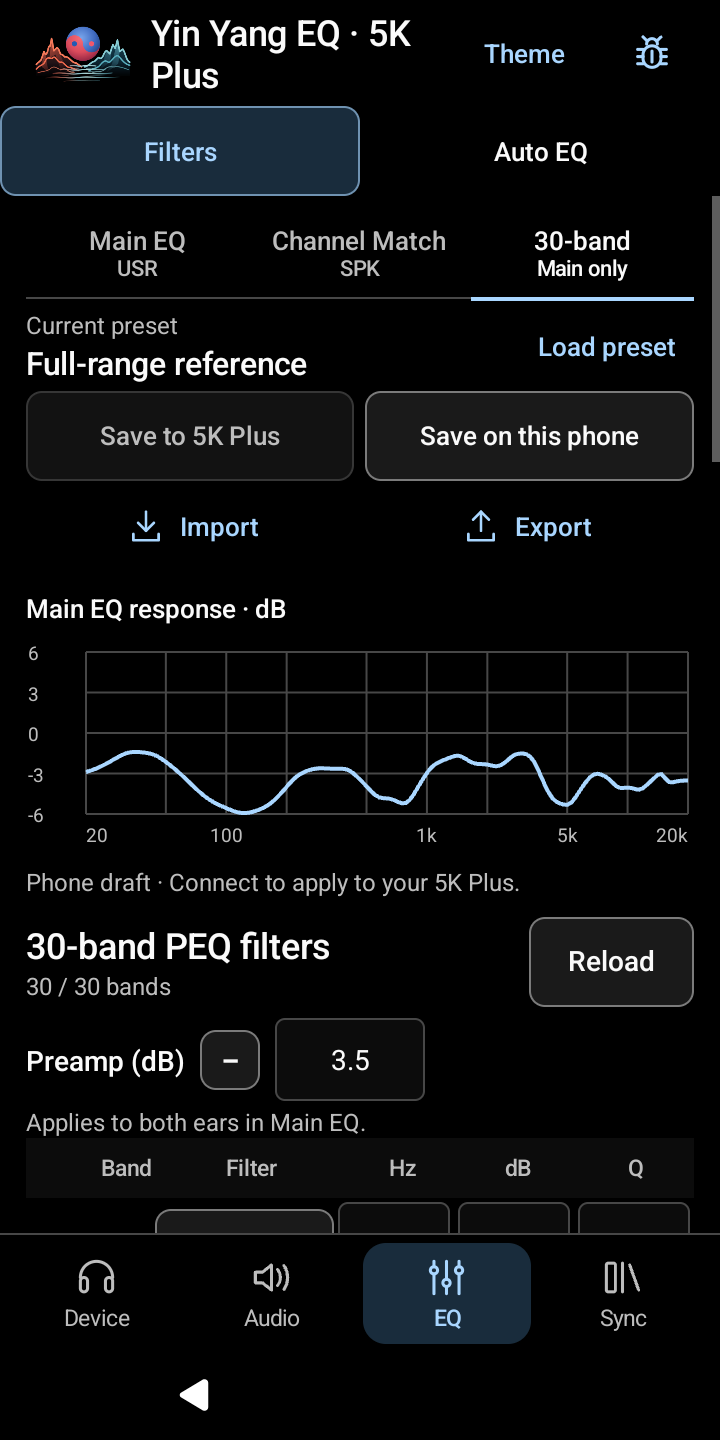 Yin Yang EQ · 5K
Plus
Theme
Filters
Auto EQ
Main EQ
USR
Channel Match
SPK
30-band
Main only
Current preset
Full-range reference
Load preset
Save to 5K Plus
Save on this phone
Import
Export
Main EQ response · dB
6
3
0
-3
-6
20
100
1k
5k
20k
Phone draft · Connect to apply to your 5K Plus.
30-band PEQ filters
30 / 30 bands
Reload
Preamp (dB)
−
3.5
Applies to both ears in Main EQ.
Band
Filter
Hz
dB
Q
Device
Audio
EQ
Sync